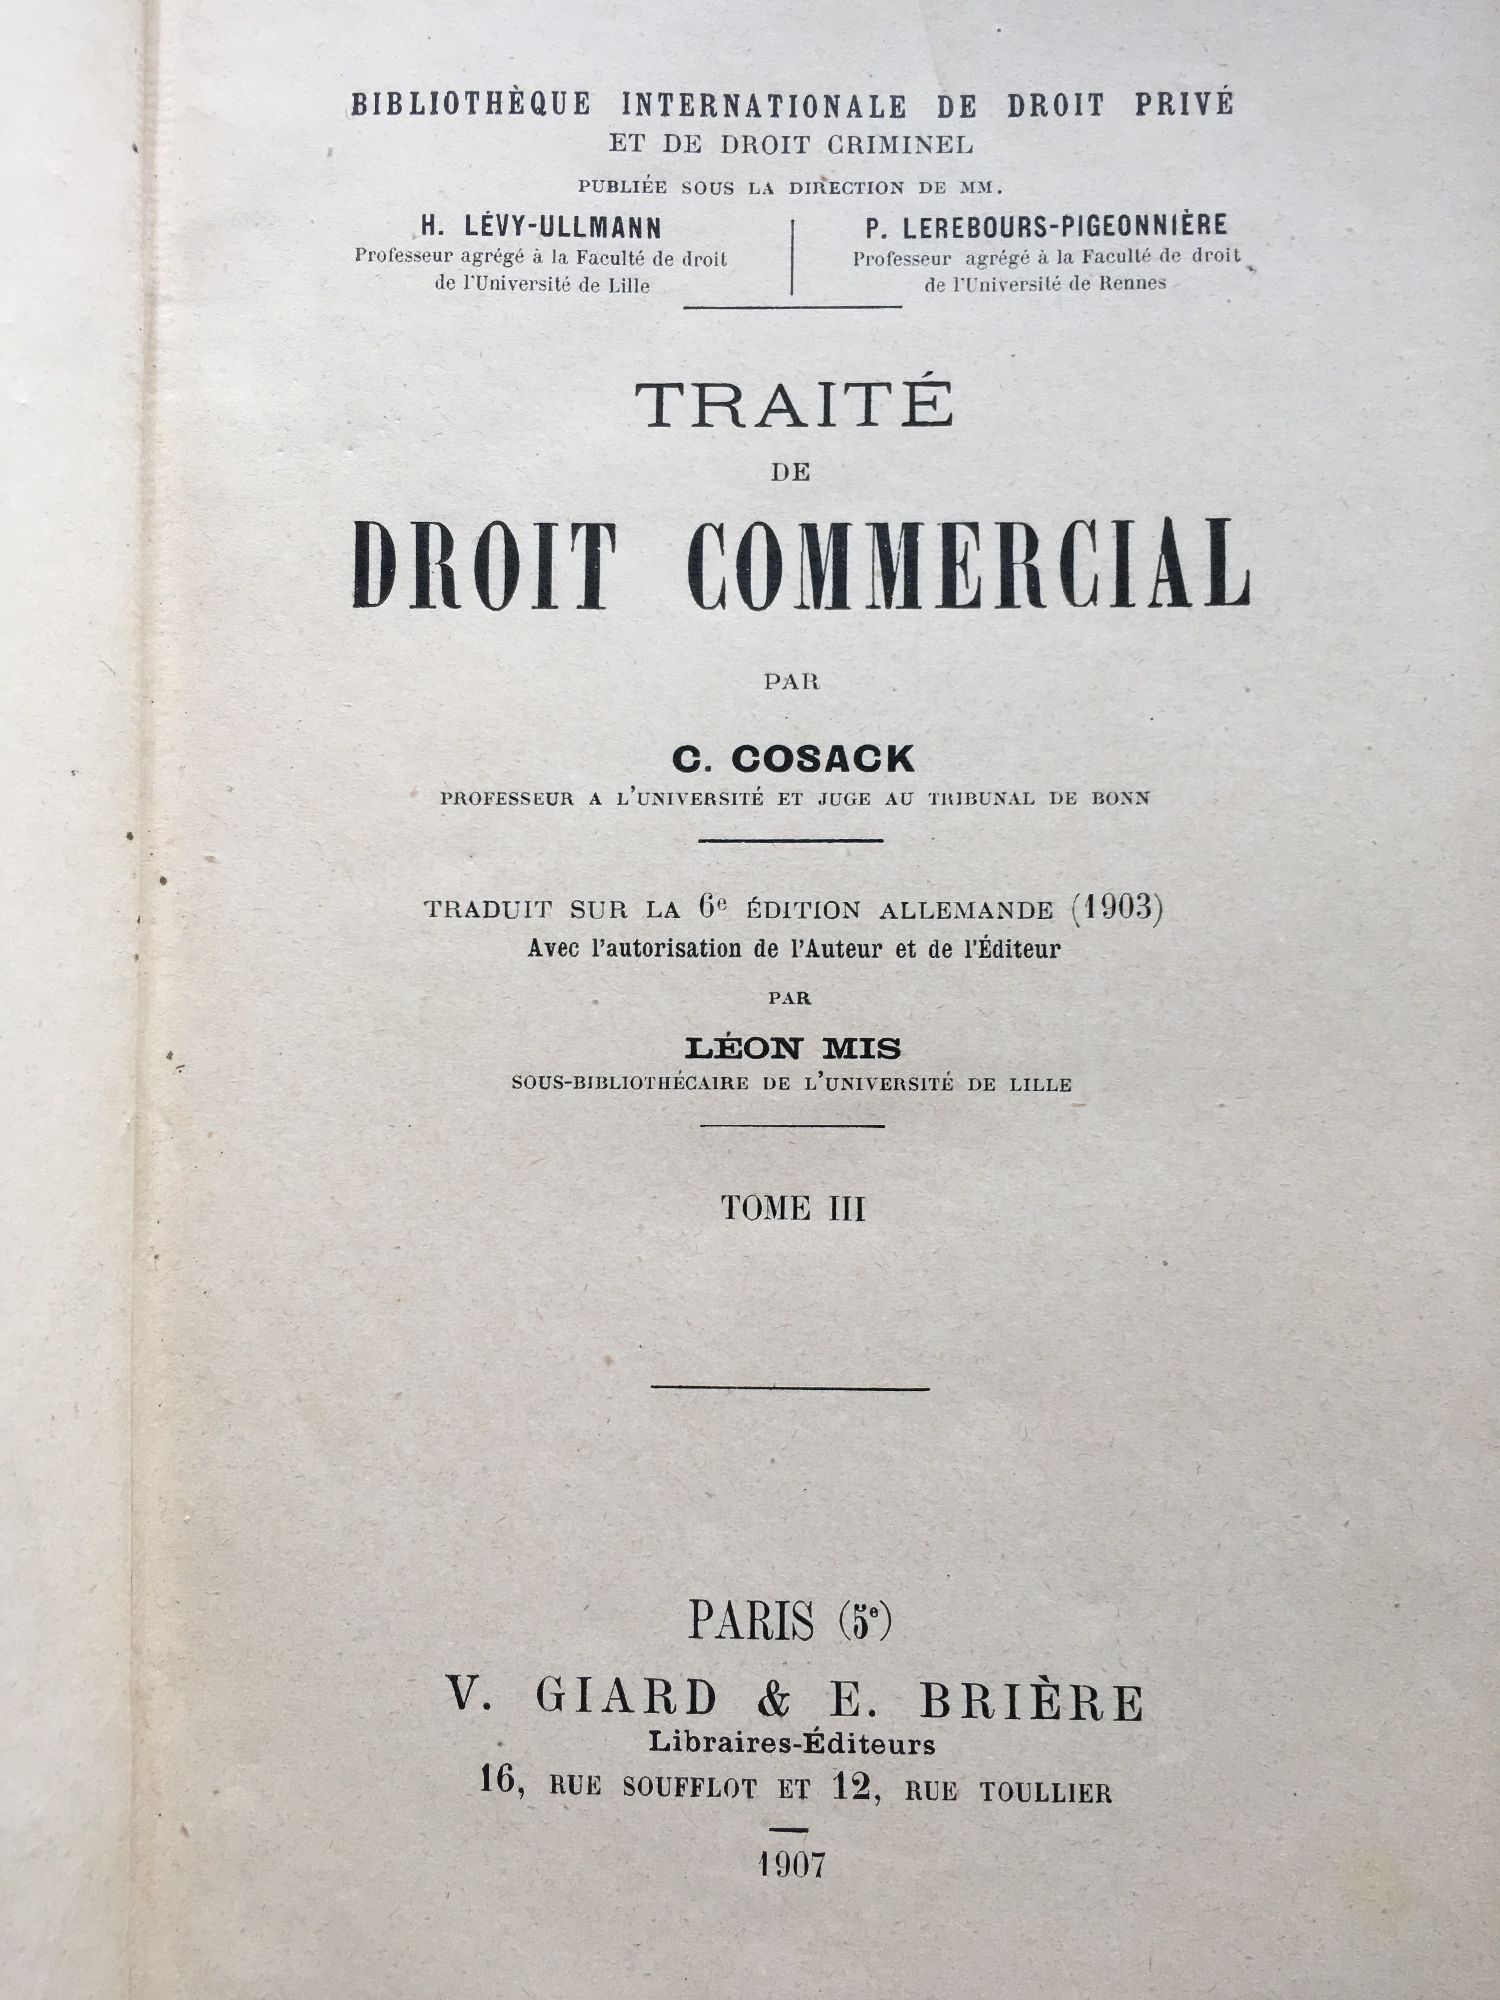 BIBLIOTHÈQUE INTERNATIONALE DE DROIT PRIVÉ
ET DE DROIT CRIMINEL
PUBLIÉE SOUS LA DIRECTION DE MM.
H. LÉVY-ULLMANN
Professeur agrégé à la Faculté de droit
de l'Université de Lille
P. LEREBOURS-PIGEONNIÈRE
Professeur agrégé à la Faculté de droit
de l'Université de Rennes
TRAITÉ
DE
DROIT COMMERCIAL
PAR
C. COSACK
PROFESSEUR A L'UNIVERSITÉ ET JUGE AU TRIBUNAL DE BONN
TRADUIT SUR LA 6e ÉDITION ALLEMANDE (1903)
Avec l'autorisation de l'Auteur et de l'Éditeur
PAR
LÉON MIS
SOUS-BIBLIOTHÉCAIRE DE L'UNIVERSITÉ DE LILLE
TOME III
PARIS (5e)
V. GIARD & E. BRIÈRE
Libraires-Éditeurs
16, RUE SOUFFLOT ET 12, RUE TOULLIER
1907